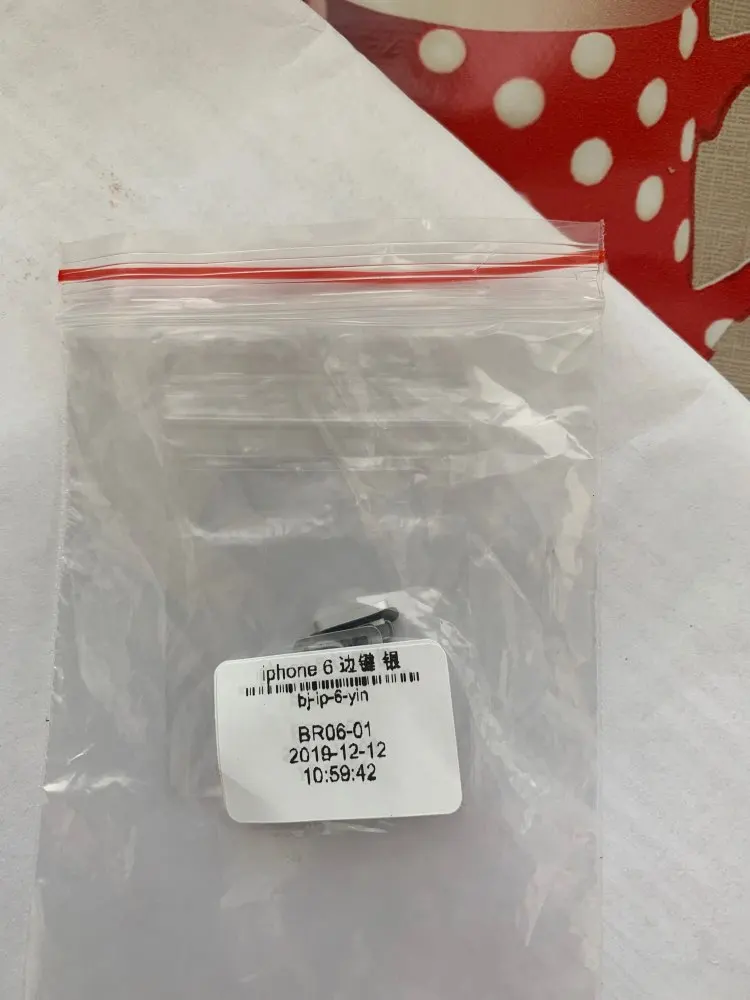 iphone 6 边键 银
bj-ip-6-yin
BR06-01
2019-12-12
10:59:42